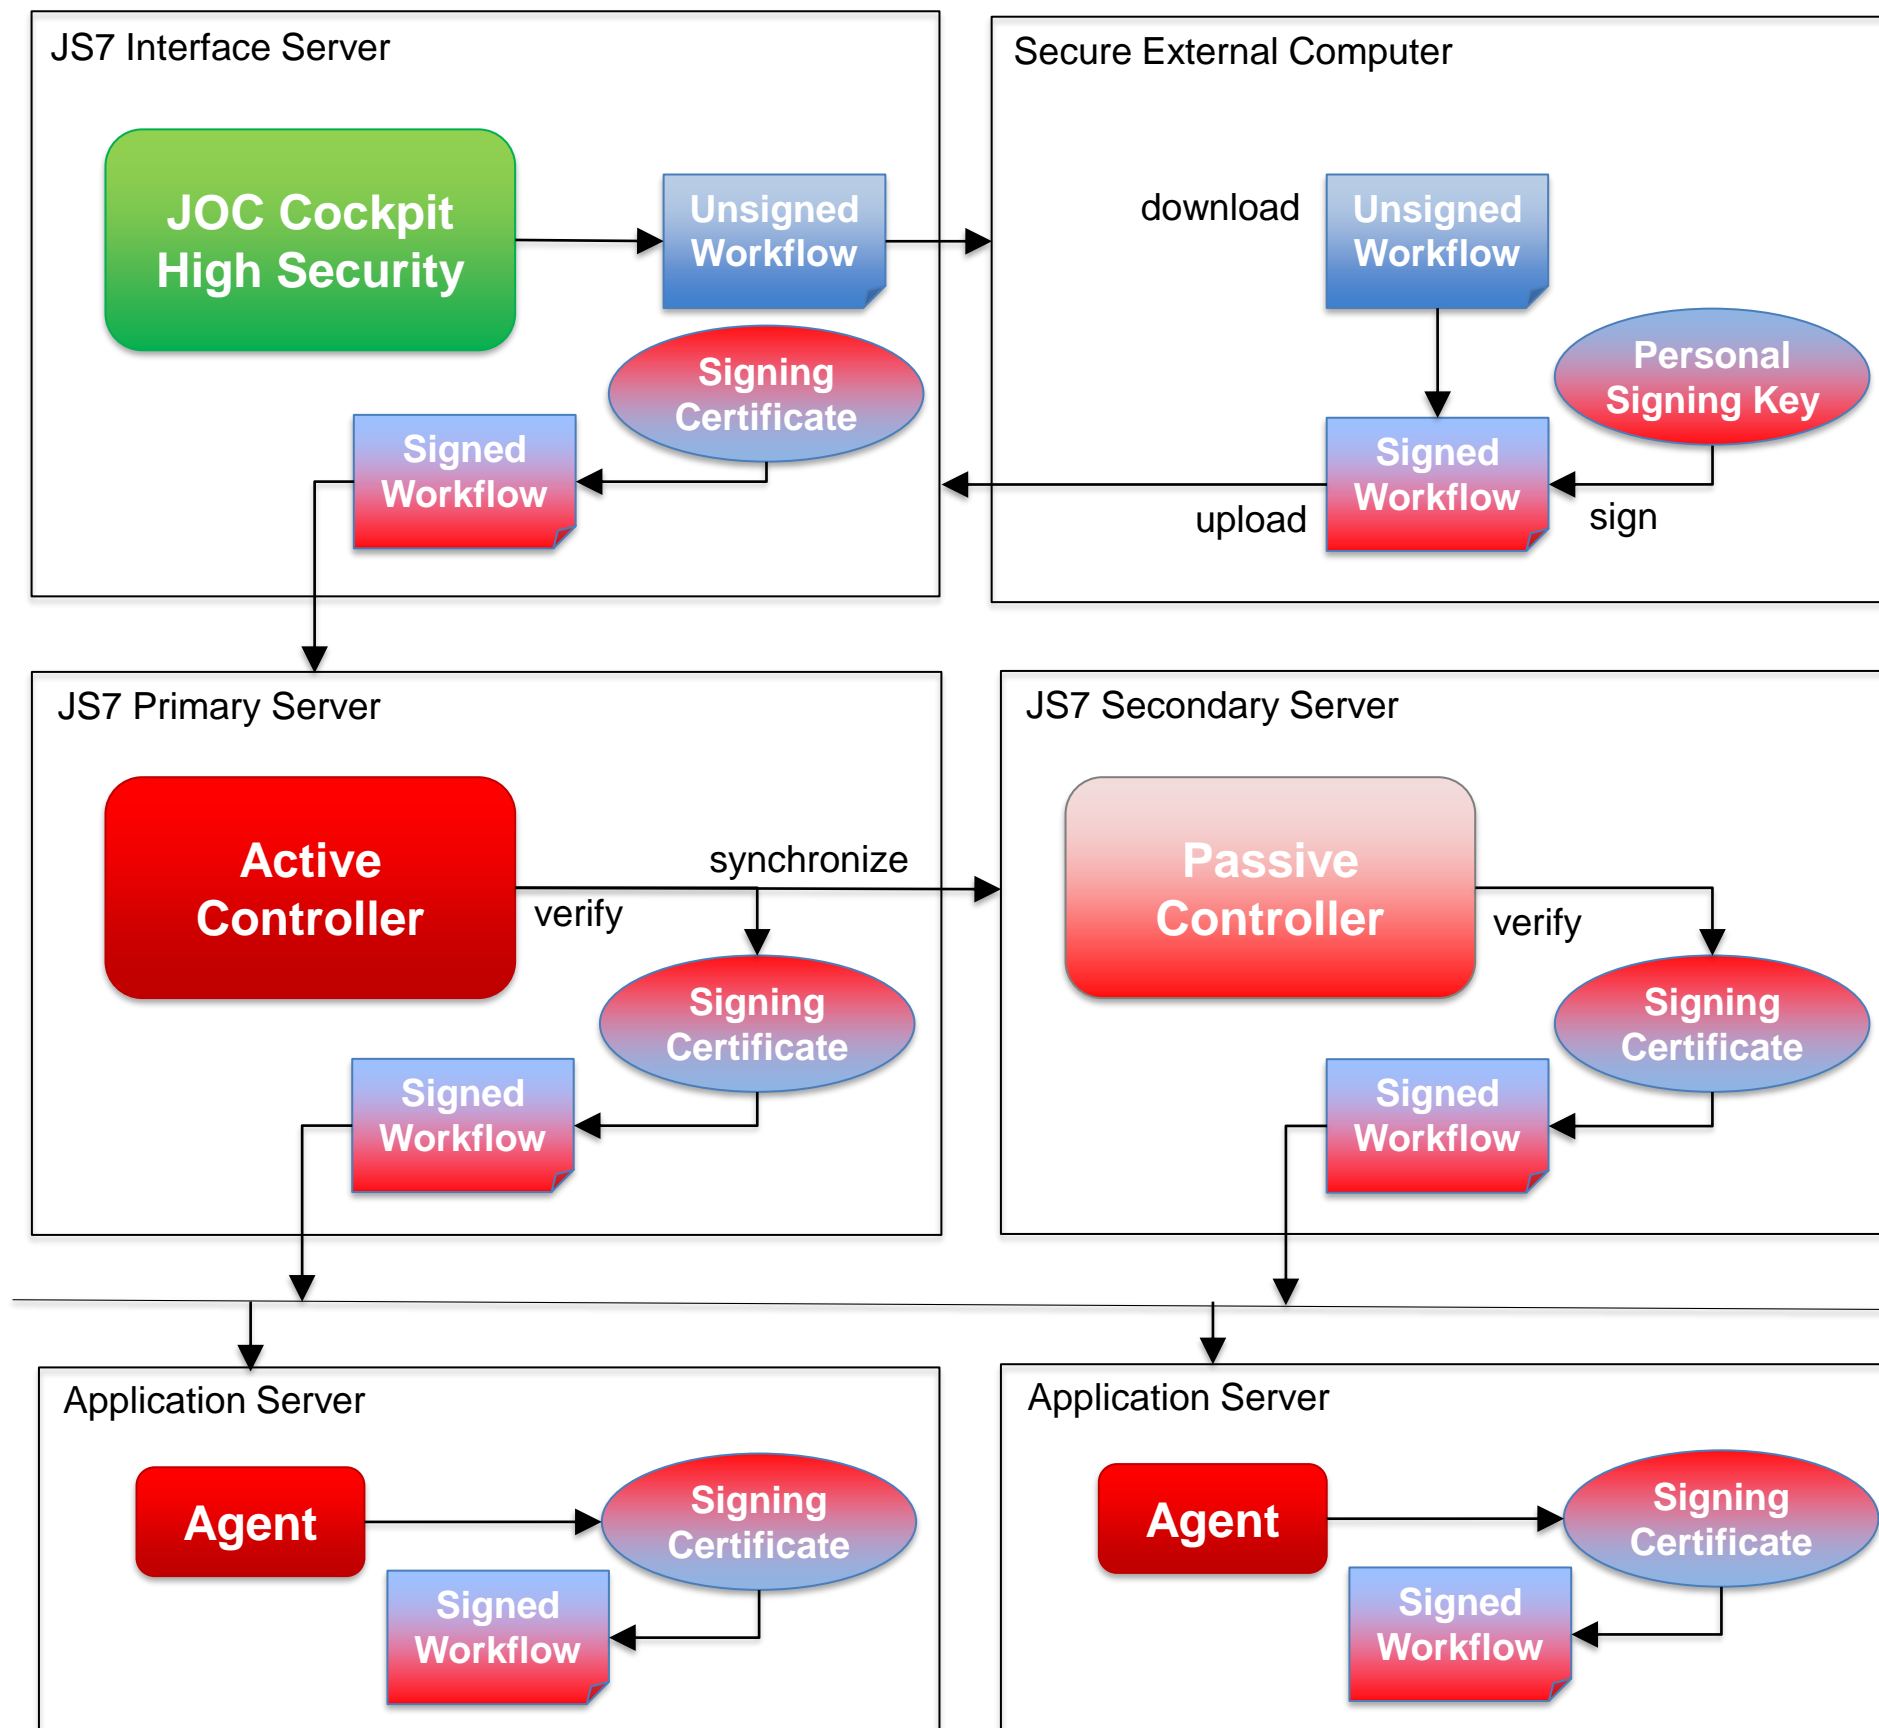 JS7 Interface Server
JOC Cockpit
High Security
Unsigned
Workflow
Signing
Certificate
Signed
Workflow
Secure External Computer
download
Unsigned
Workflow
Personal
Signing Key
Signed
Workflow
upload
sign
JS7 Primary Server
Active
Controller
synchronize
verify
Signing
Certificate
Signed
Workflow
JS7 Secondary Server
Passive
Controller
verify
Signing
Certificate
Signed
Workflow
Application Server
Agent
Signing
Certificate
Signed
Workflow
Application Server
Agent
Signing
Certificate
Signed
Workflow